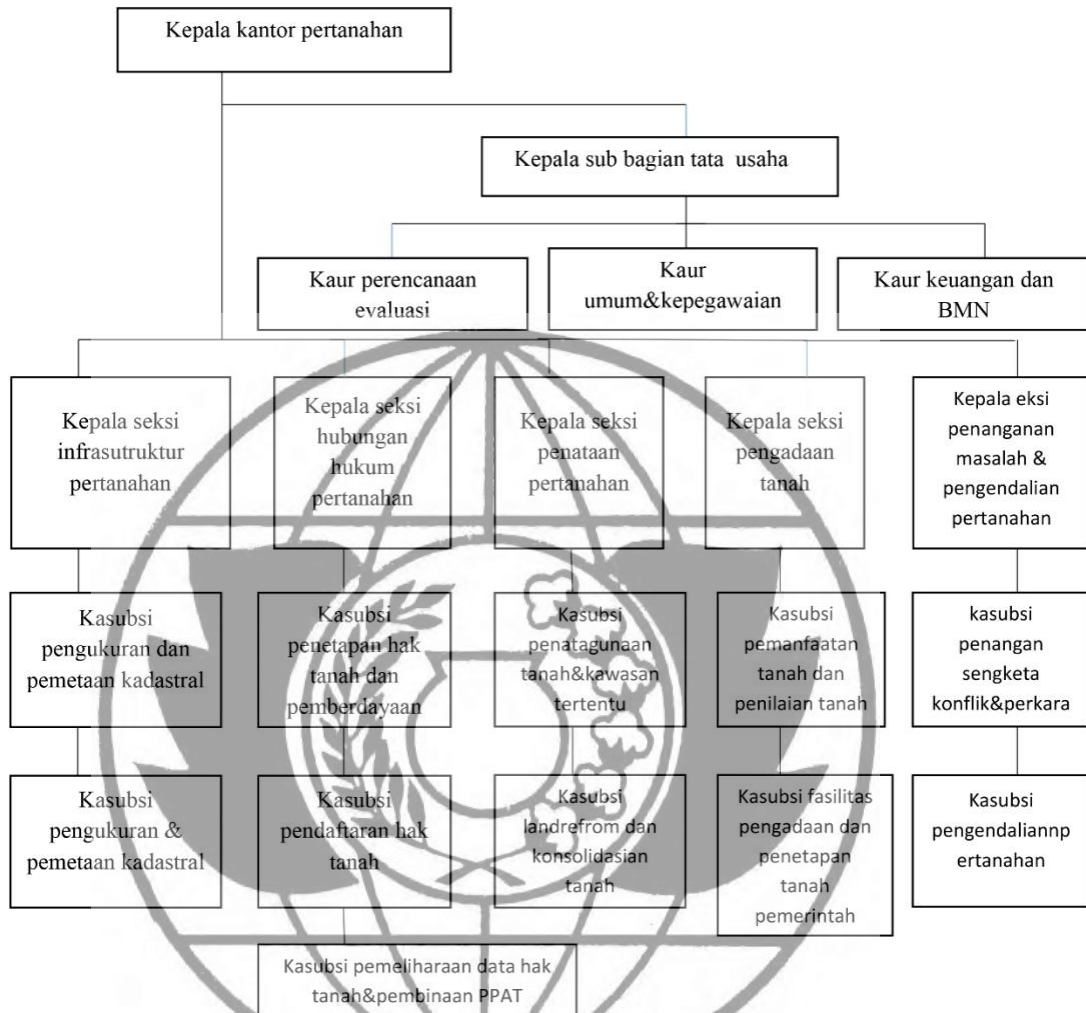 Kepala kantor pertanahan
Kepala sub bagian tata usaha
Kaur perencanaan
evaluasi
Kaur
umum&kepegawaian
Kaur keuangan dan
BMN
Kepala seksi
infrasutruktur
pertanahan
Kepala seksi
hubungan
hukum
pertanahan
Kepala seksi
penataan
pertanahan
Kepala seksi
pengadaan
tanah
Kepala eksi
penanganan
masalah &
pengendalian
pertanahan
Kasubsi
pengukuran dan
pemetaan kadastral
Kasubsi
penetapan hak
tanah dan
pemberdayaan
Kasubsi
penatagunaan
tanah&kawasan
tertentu
Kasubsi
pemanfaatan
tanah dan
penilaian tanah
kasubsi
penangan
sengketa
konflik&perkara
Kasubsi
pengukuran &
pemetaan kadastral
Kasubsi
pendaftaran hak
tanah
Kasubsi
landrefrom dan
konsolidasian
tanah
Kasubsi fasilitas
pengadaan dan
penetapan
tanah
pemerintah
Kasubsi
pengendaliannp
ertanahan
Kasubsi pemeliharaan data hak
tanah&pembinaan PPAT